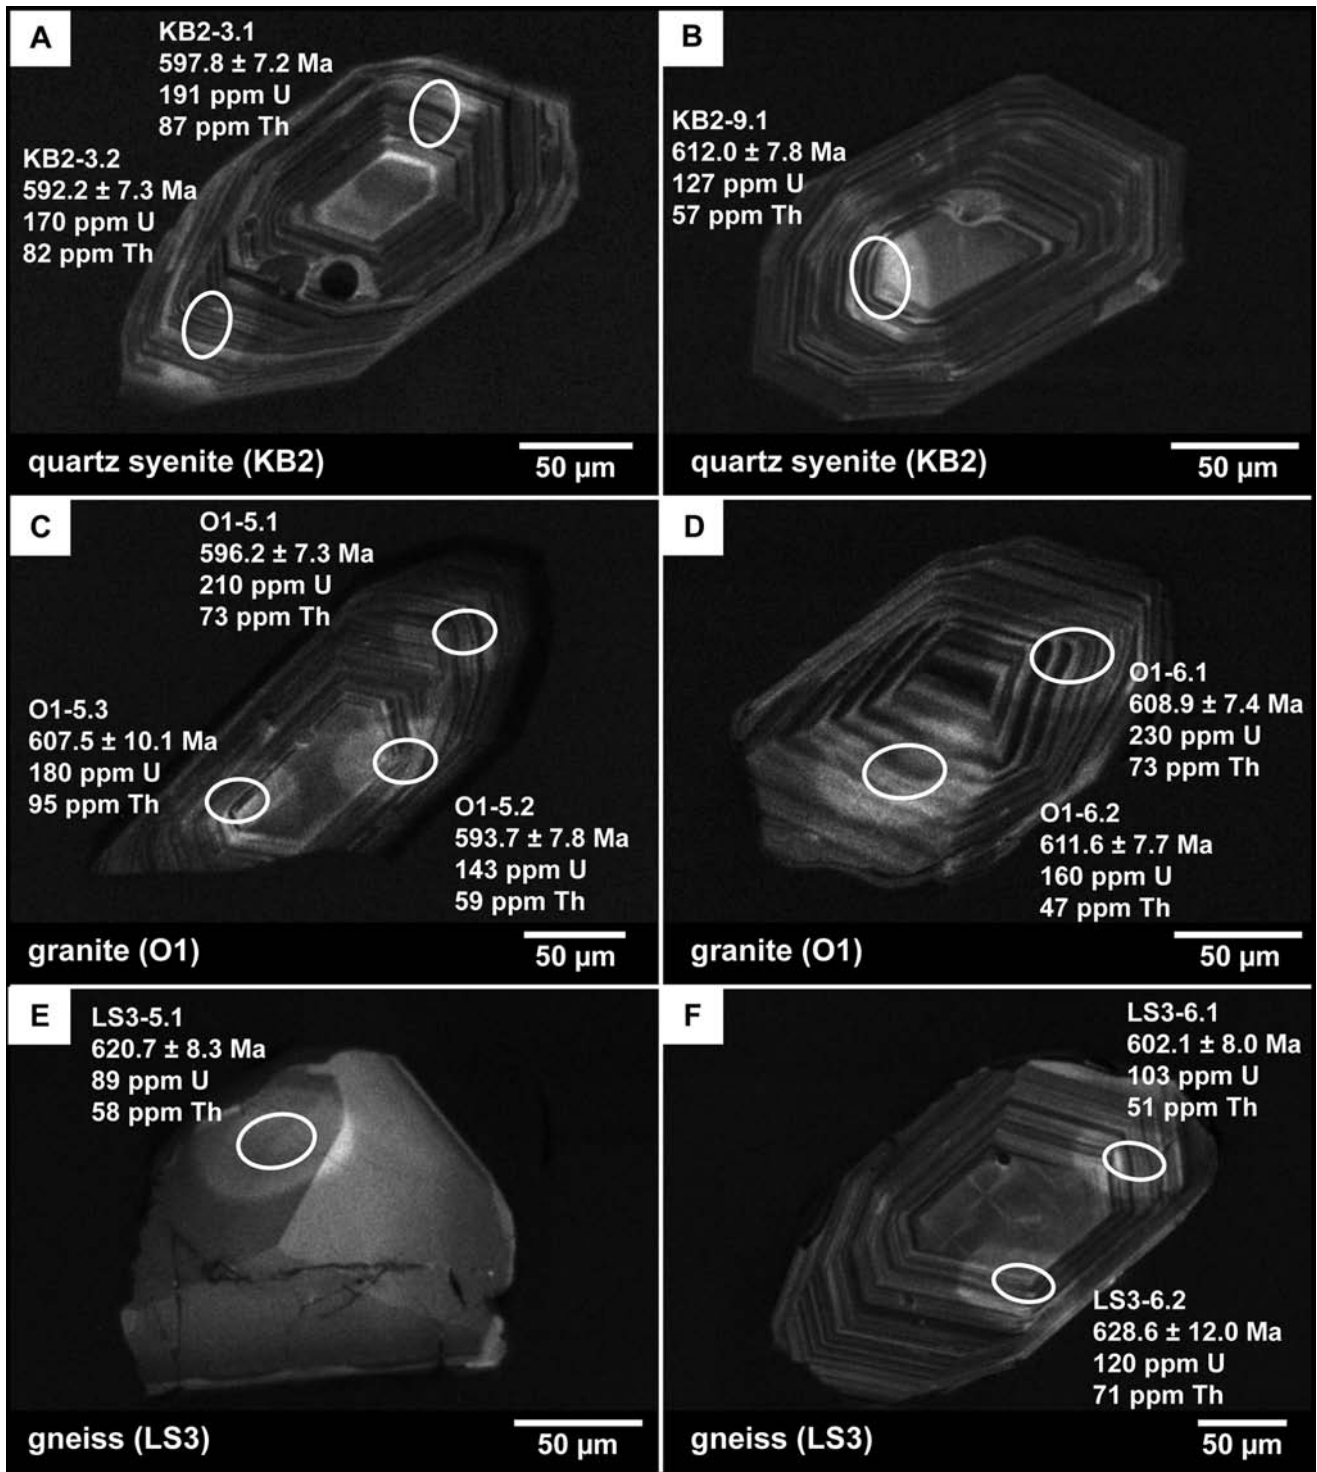 A
KB2-3.1
597.8 ± 7.2 Ma
191 ppm U
87 ppm Th
KB2-3.2
592.2 ± 7.3 Ma
170 ppm U
82 ppm Th
quartz syenite (KB2)
50 µm
B
KB2-9.1
612.0 ± 7.8 Ma
127 ppm U
57 ppm Th
quartz syenite (KB2)
50 µm
C
O1-5.1
596.2 ± 7.3 Ma
210 ppm U
73 ppm Th
O1-5.3
607.5 ± 10.1 Ma
180 ppm U
95 ppm Th
O1-5.2
593.7 ± 7.8 Ma
143 ppm U
59 ppm Th
granite (O1)
50 µm
D
O1-6.1
608.9 ± 7.4 Ma
230 ppm U
73 ppm Th
O1-6.2
611.6 ± 7.7 Ma
160 ppm U
47 ppm Th
granite (O1)
50 µm
E
LS3-5.1
620.7 ± 8.3 Ma
89 ppm U
58 ppm Th
gneiss (LS3)
50 µm
F
LS3-6.1
602.1 ± 8.0 Ma
103 ppm U
51 ppm Th
LS3-6.2
628.6 ± 12.0 Ma
120 ppm U
71 ppm Th
gneiss (LS3)
50 µm